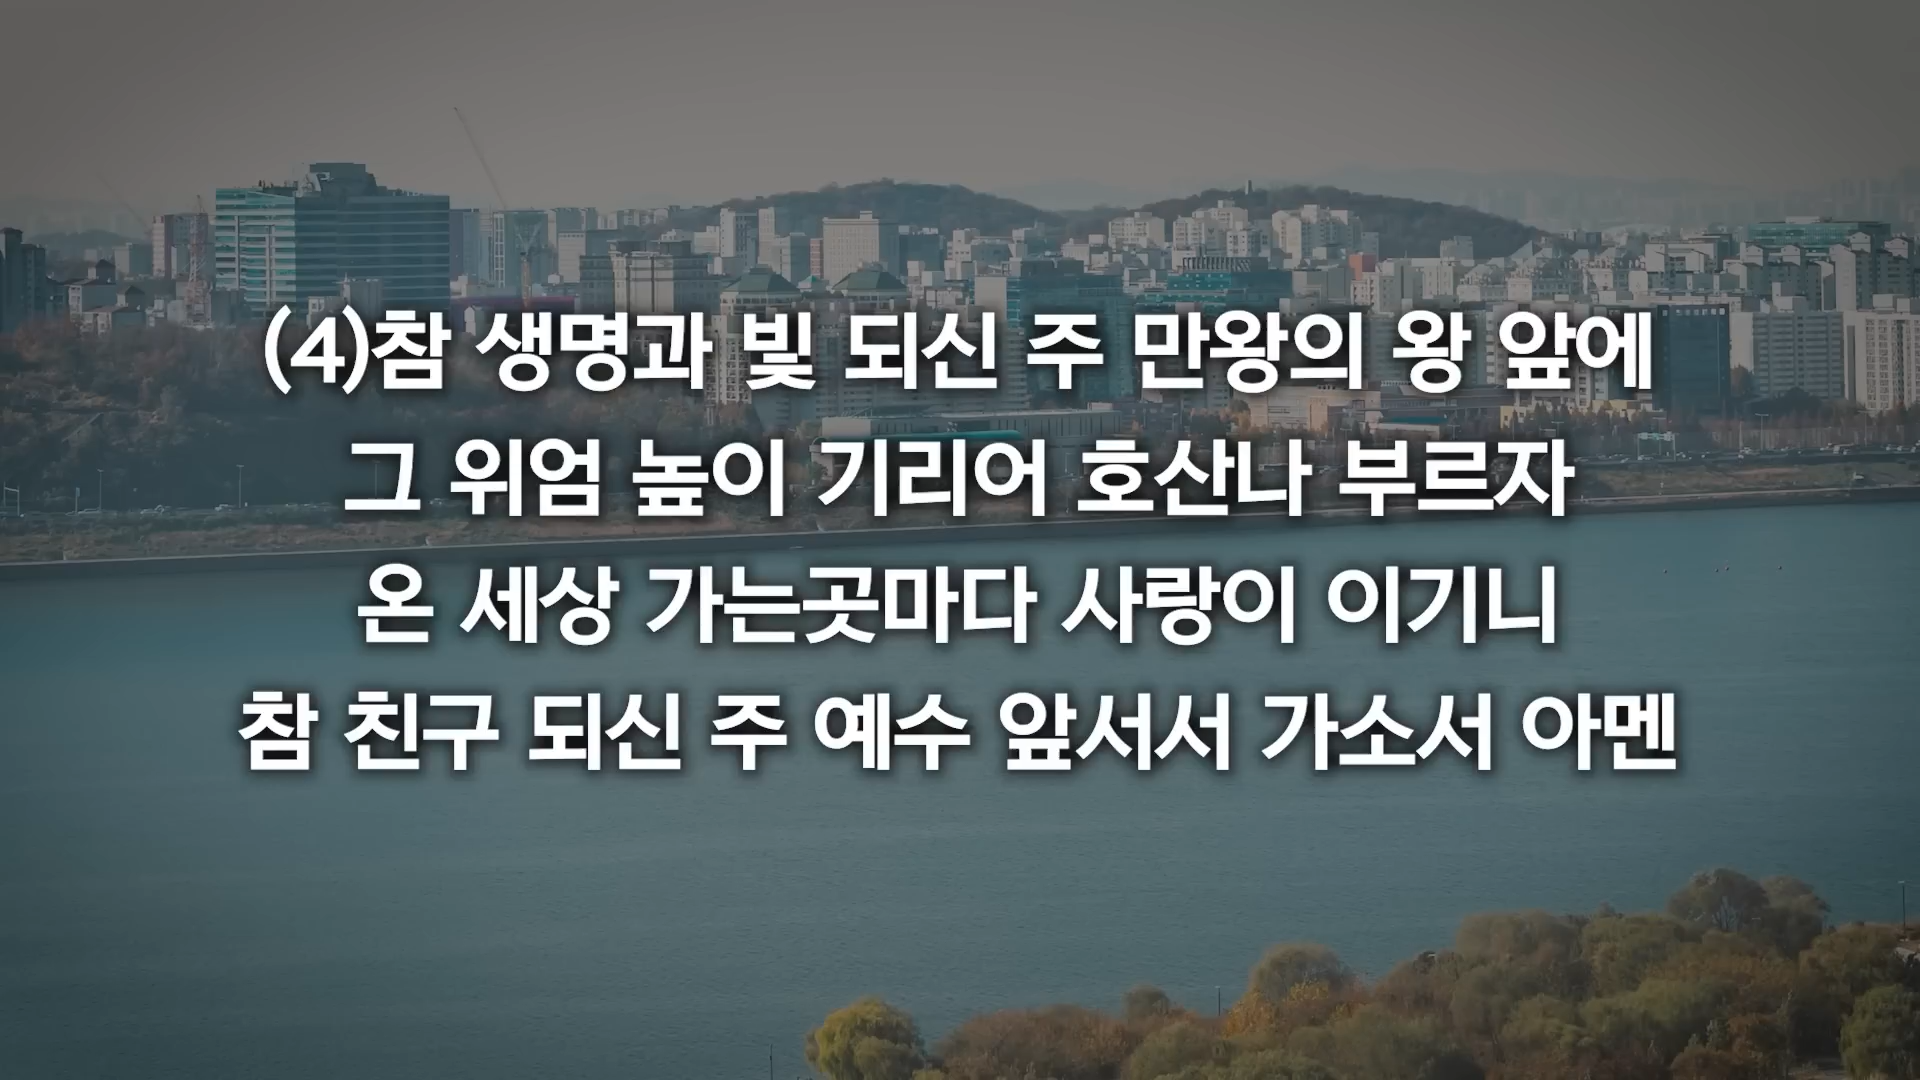 (4)참 생명과 빛 되신 주 만왕의 왕 앞에
그 위엄 높이 기리어 호산나 부르자
온 세상 가는곳마다 사랑이 이기니
참 친구 되신 주 예수 앞서서 가소서 아멘